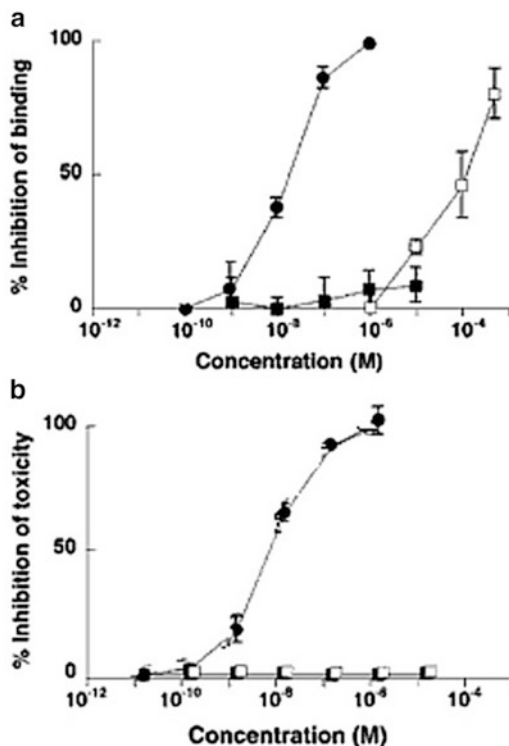 a
100
50
0
% Inhibition of binding
10-12 10-10 10-8 10-6 10-4
Concentration (M)
b
100
50
0
% Inhibition of toxicity
10-12 10-10 10-8 10-6 10-4
Concentration (M)